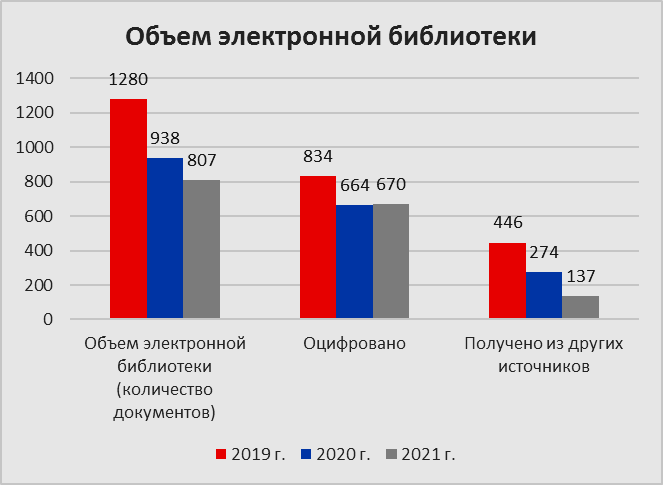 Объем электронной библиотеки
1400
1200
1000
800
600
400
200
0
1280
938
807
834
664
670
446
274
137
Объем электронной
библиотеки
(количество
документов)
Оцифровано
Получено из других
источников
2019 г.
2020 г.
2021 г.